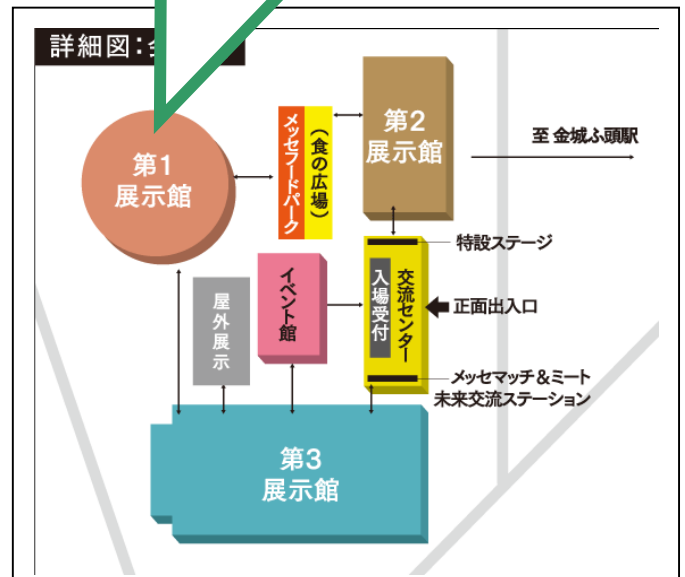 詳細図:
第1
展示館
メッセフードパーク
(食の広場)
第2
展示館
至 金城ふ頭駅
特設ステージ
交流センター
入場受付
正面出入口
イベント館
屋外展示
メッセマッチ&ミート
未来交流ステーション
第3
展示館